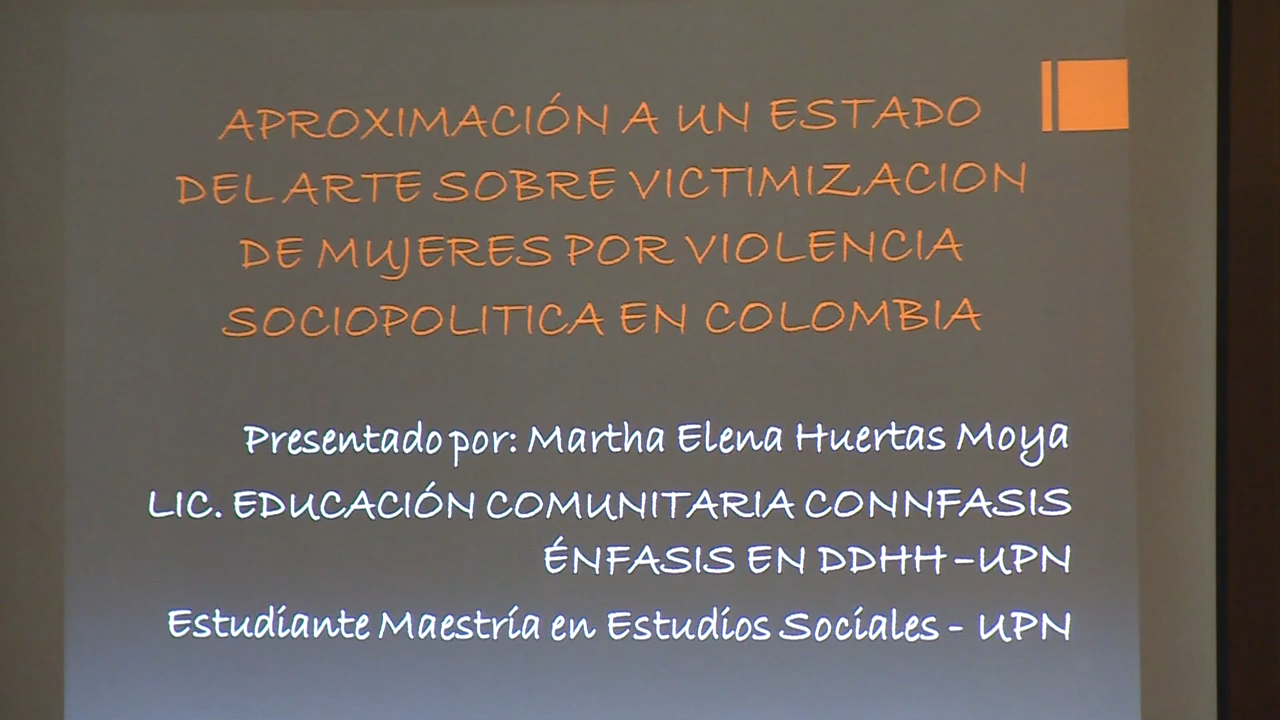 APROXIMACIÓN A UN ESTADO
DEL ARTE SOBRE VICTIMIZACION
DE MUJERES POR VIOLENCIA
SOCIOPOLITICA EN COLOMBIA
Presentado por: Martha Elena Huertas Moya
LIC. EDUCACIÓN COMUNITARIA CONNFASIS
ÉNFASIS EN DDHH –UPN
Estudiante Maestría en Estudios Sociales - UPN